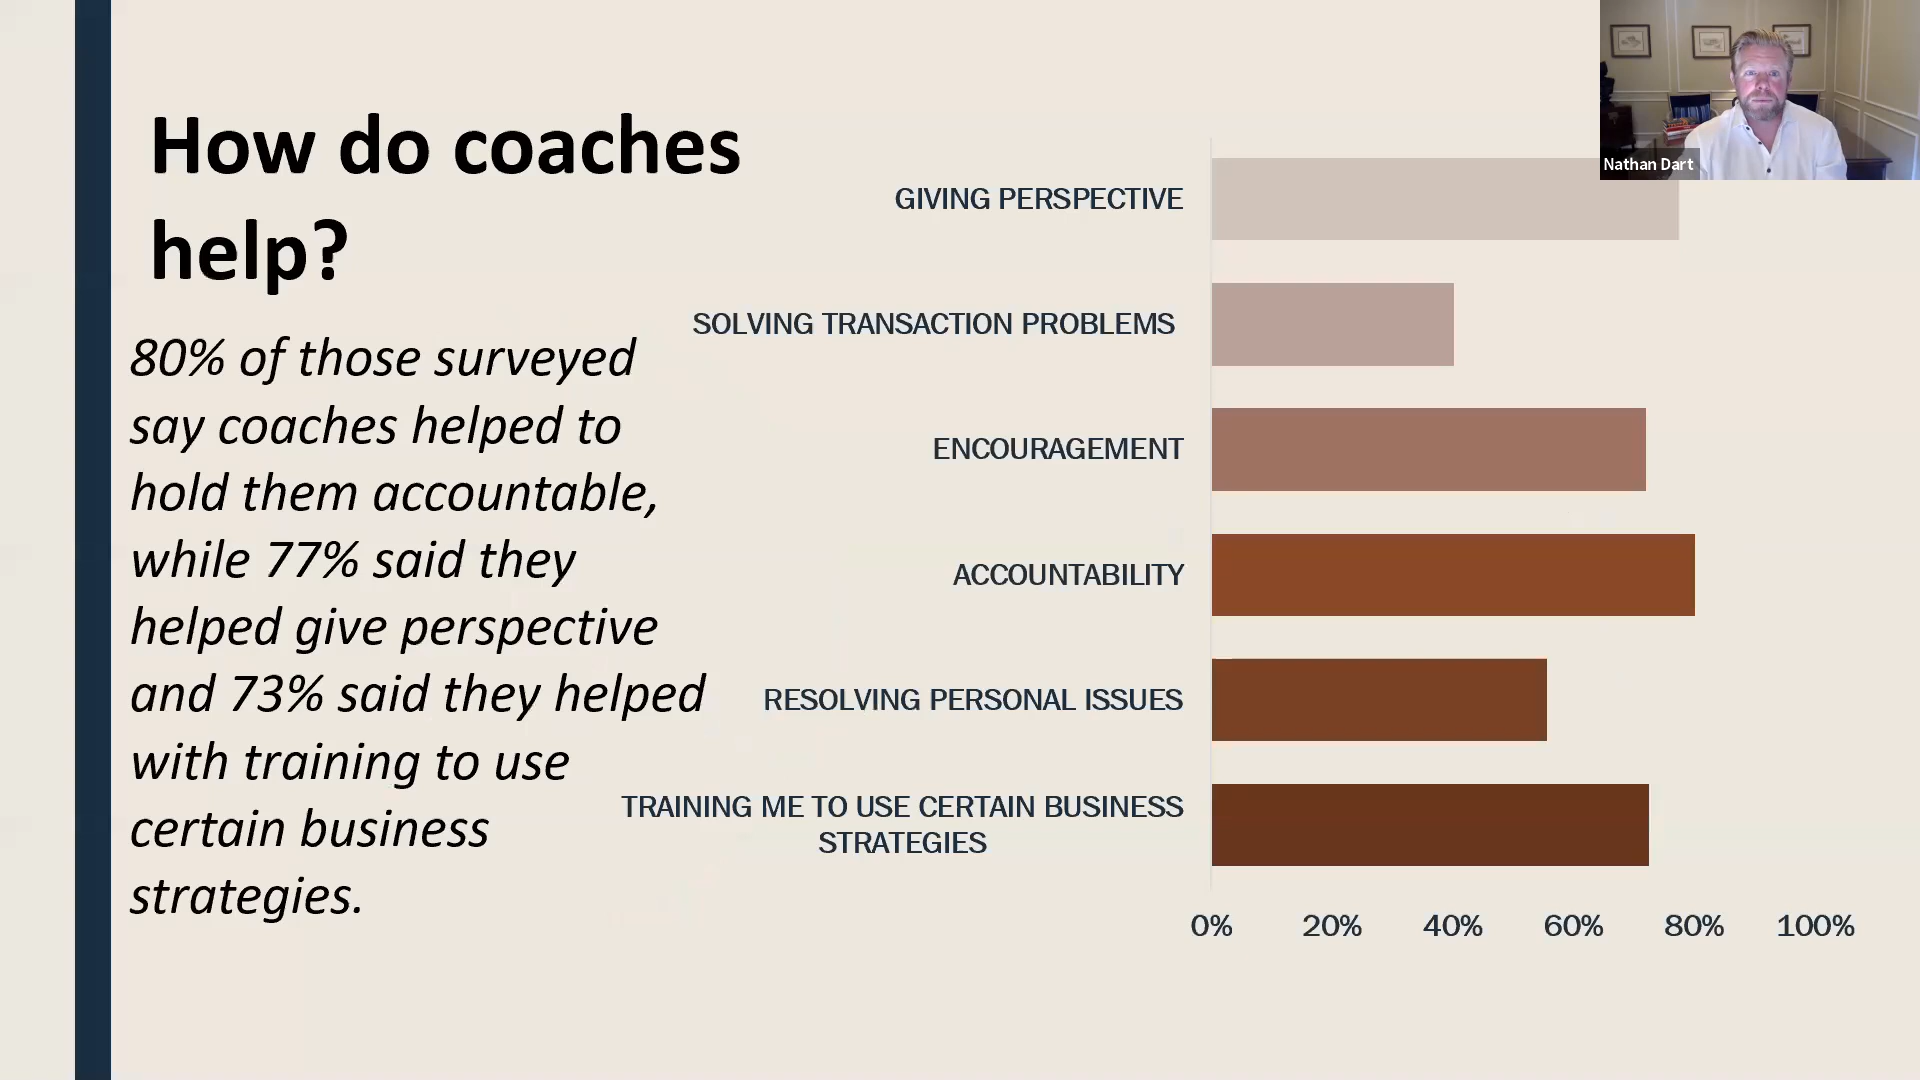 How do coaches
help?
80% of those surveyed
say coaches helped to
hold them accountable,
while 77% said they
helped give perspective
and 73% said they helped
with training to use
certain business
strategies.
GIVING PERSPECTIVE
SOLVING TRANSACTION PROBLEMS
ENCOURAGEMENT
ACCOUNTABILITY
RESOLVING PERSONAL ISSUES
TRAINING ME TO USE CERTAIN BUSINESS
STRATEGIES
0% 20% 40% 60% 80% 100%
Nathan Dart